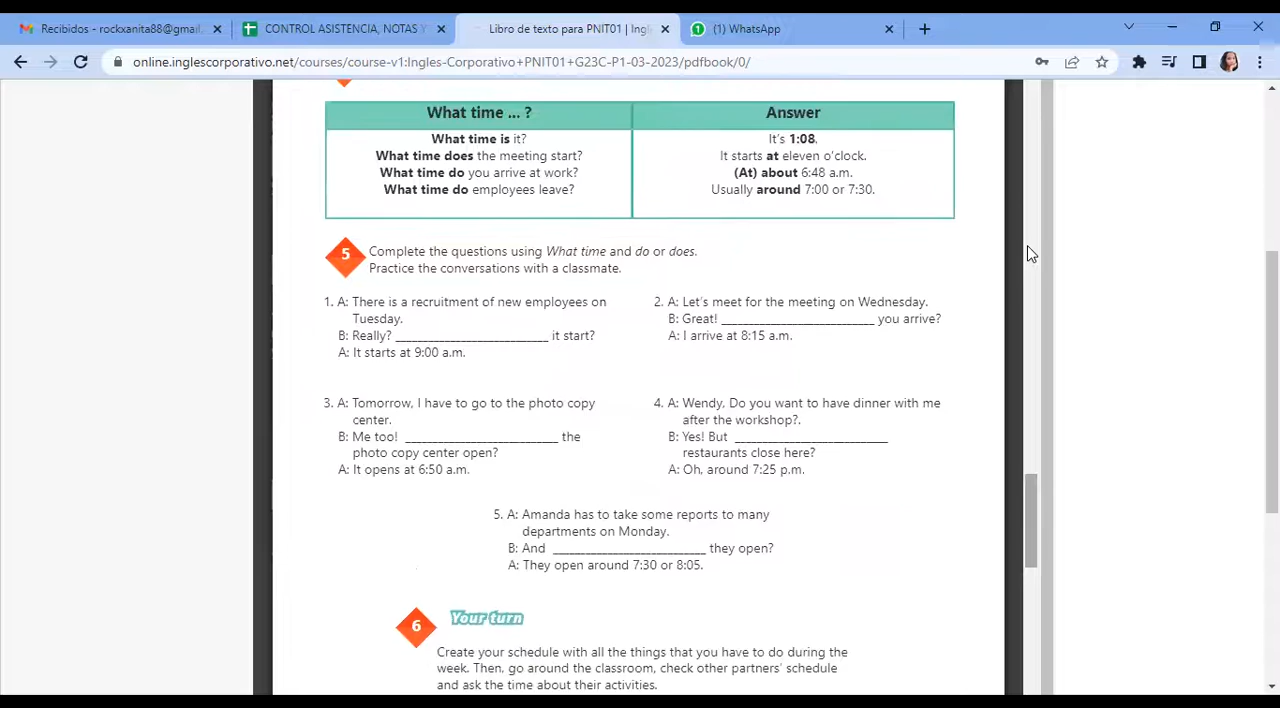 Recibidos - rockxanita88@gmail.
CONTROL ASISTENCIA, NOTAS Y
Libro de texto para PNIT01 | Ingl
(1) WhatsApp
online.inglescorporativo.net/courses/course-v1:Ingles-Corporativo+PNIT01+G23C-P1-03-2023/pdfbook/0/
What time ... ?
Answer
What time is it?
It's 1:08.
What time does the meeting start?
It starts at eleven o'clock.
What time do you arrive at work?
(At) about 6:48 a.m.
What time do employees leave?
Usually around 7:00 or 7:30.
5
Complete the questions using What time and do or does.
Practice the conversations with a classmate.
1. A: There is a recruitment of new employees on
Tuesday.
B: Really? ___________________________ it start?
A: It starts at 9:00 a.m.
2. A: Let's meet for the meeting on Wednesday.
B: Great! ___________________________ you arrive?
A: I arrive at 8:15 a.m.
3. A: Tomorrow, I have to go to the photo copy
center.
B: Me too! ___________________________ the
photo copy center open?
A: It opens at 6:50 a.m.
4. A: Wendy, Do you want to have dinner with me
after the workshop?.
B: Yes! But ___________________________
restaurants close here?
A: Oh, around 7:25 p.m.
5. A: Amanda has to take some reports to many
departments on Monday.
B: And ___________________________ they open?
A: They open around 7:30 or 8:05.
6
Your turn
Create your schedule with all the things that you have to do during the
week. Then, go around the classroom, check other partners' schedule
and ask the time about their activities.